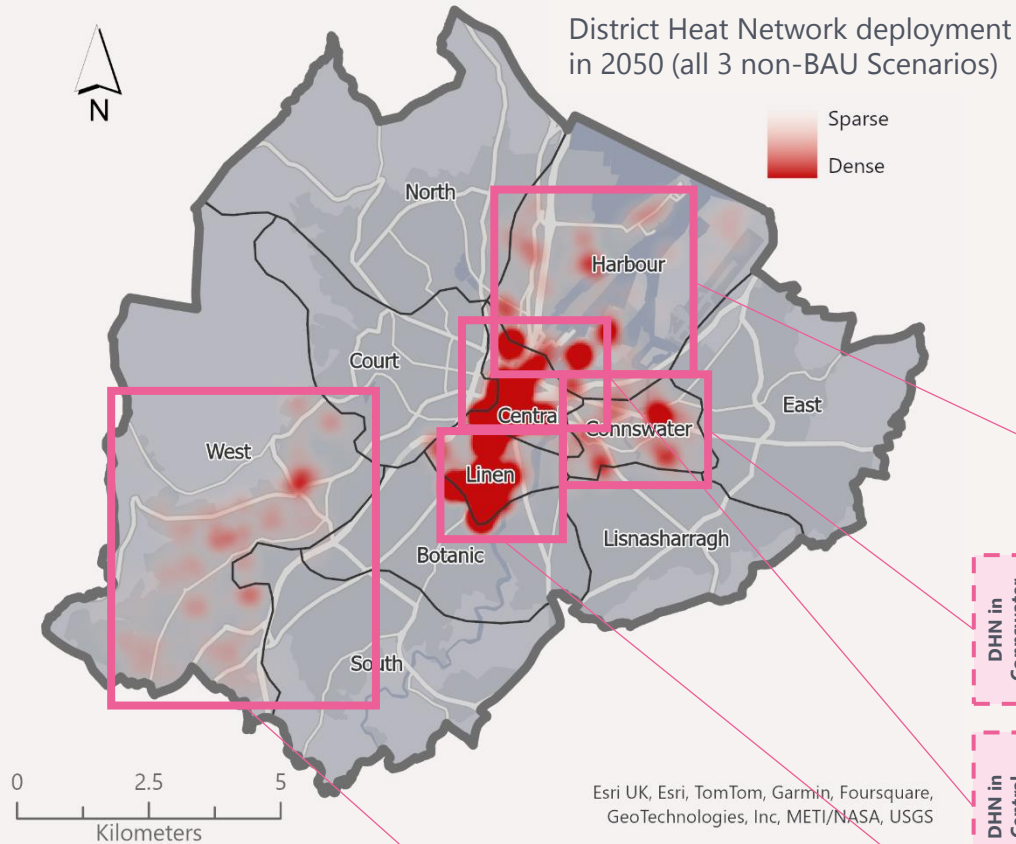 District Heat Network deployment
in 2050 (all 3 non-BAU Scenarios)
N
Sparse
Dense
North
Harbour
Court
East
Centra
Connswater
West
Linen
Lisnasharragh
Botanic
South
DHN in
DHN in
0 2.5 5
Kilometers
Esri UK, Esri, TomTom, Garmin, Foursquare,
GeoTechnologies, Inc, METI/NASA, USGS